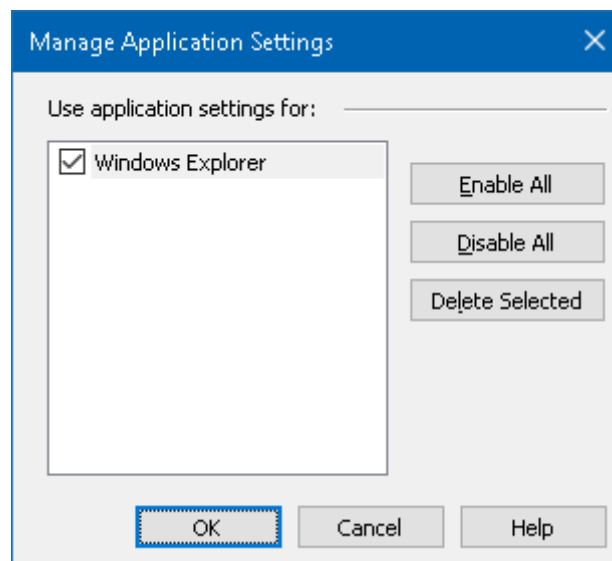 Manage Application Settings
Use application settings for:
Windows Explorer
Enable All
Disable All
Delete Selected
OK
Cancel
Help